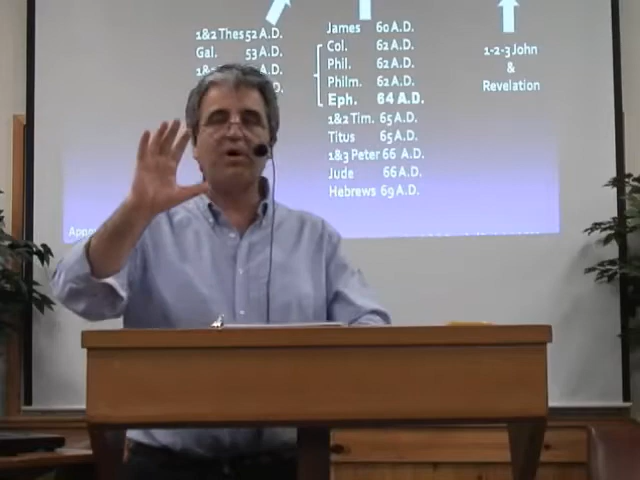 1&2 Thes 52 A.D.
Gal. 53 A.D.
A.D.
James 60 A.D.
Col. 62 A.D.
Phil. 62 A.D.
Philm. 62 A.D.
Eph. 64 A.D.
1&2 Tim. 65 A.D.
Titus 65 A.D.
1&3 Peter 66 A.D.
Jude 66 A.D.
Hebrews 69 A.D.
1-2-3 John
&
Revelation